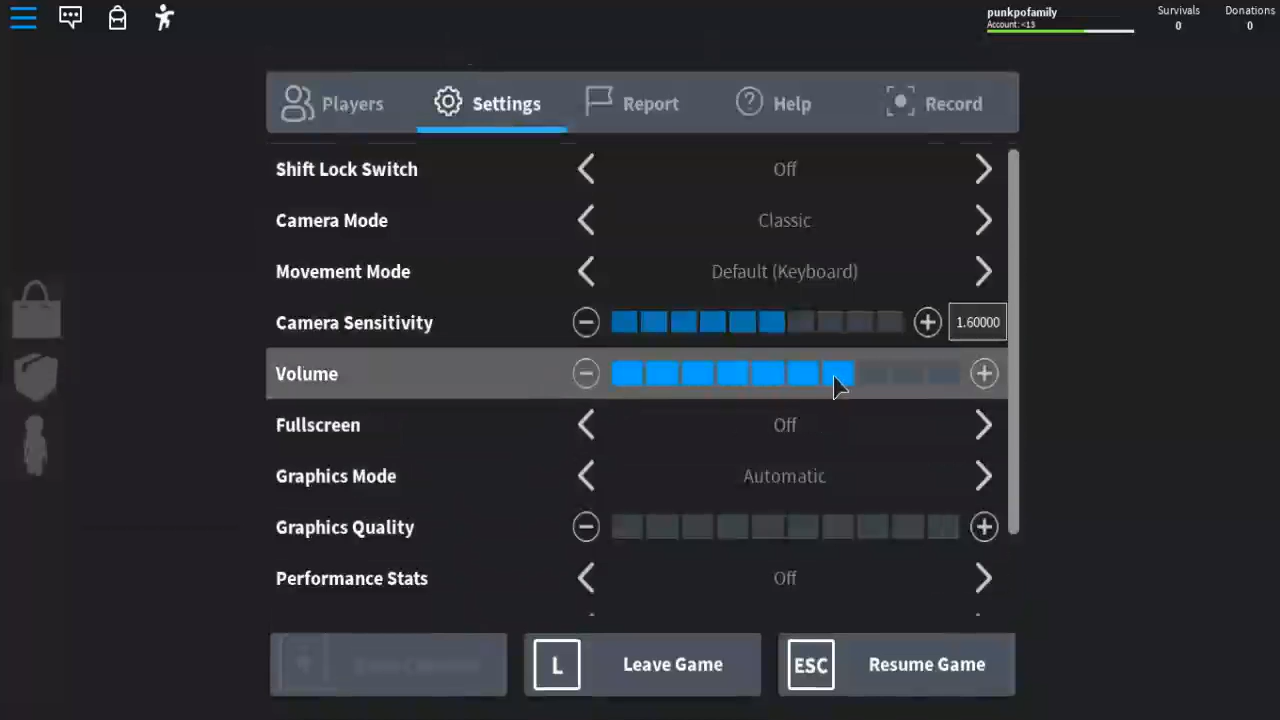 punkpofamily
Account: <13
Survivals
0
Donations
0
Players
Settings
Report
Help
Record
Shift Lock Switch
Off
Camera Mode
Classic
Movement Mode
Default (Keyboard)
Camera Sensitivity
1.60000
Volume
Fullscreen
Off
Graphics Mode
Automatic
Graphics Quality
Performance Stats
Off
L
Leave Game
ESC
Resume Game